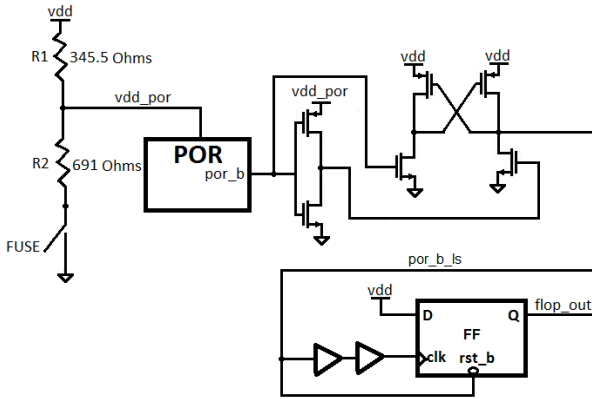 vdd
R1 345.5 Ohms
vdd_por
R2 691 Ohms
FUSE
POR
por_b
vdd_por
vdd
vdd
por_b_ls
vdd
D
Q
flop_out
FF
clk
rst_b